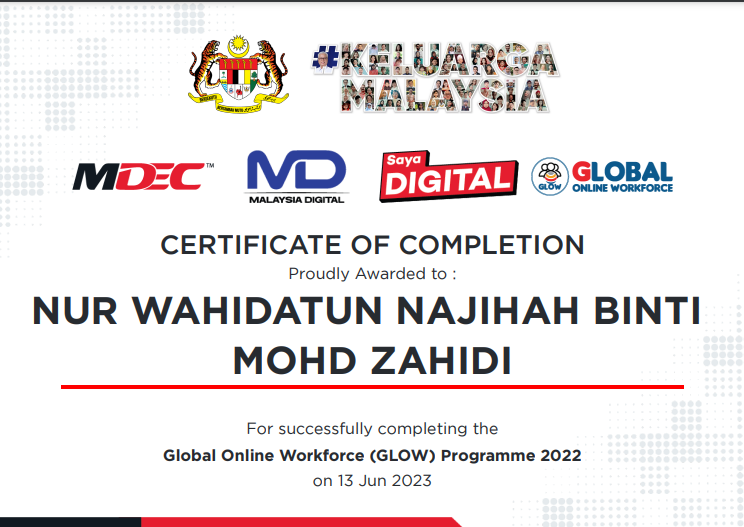 #KELUARGA
MALAYSIA
MDEC™
MD
MALAYSIA DIGITAL
Saya
DIGITAL
GLOW
GLOBAL
ONLINE WORKFORCE
CERTIFICATE OF COMPLETION
Proudly Awarded to :
NUR WAHIDATUN NAJIHAH BINTI
MOHD ZAHIDI
For successfully completing the
Global Online Workforce (GLOW) Programme 2022
on 13 Jun 2023